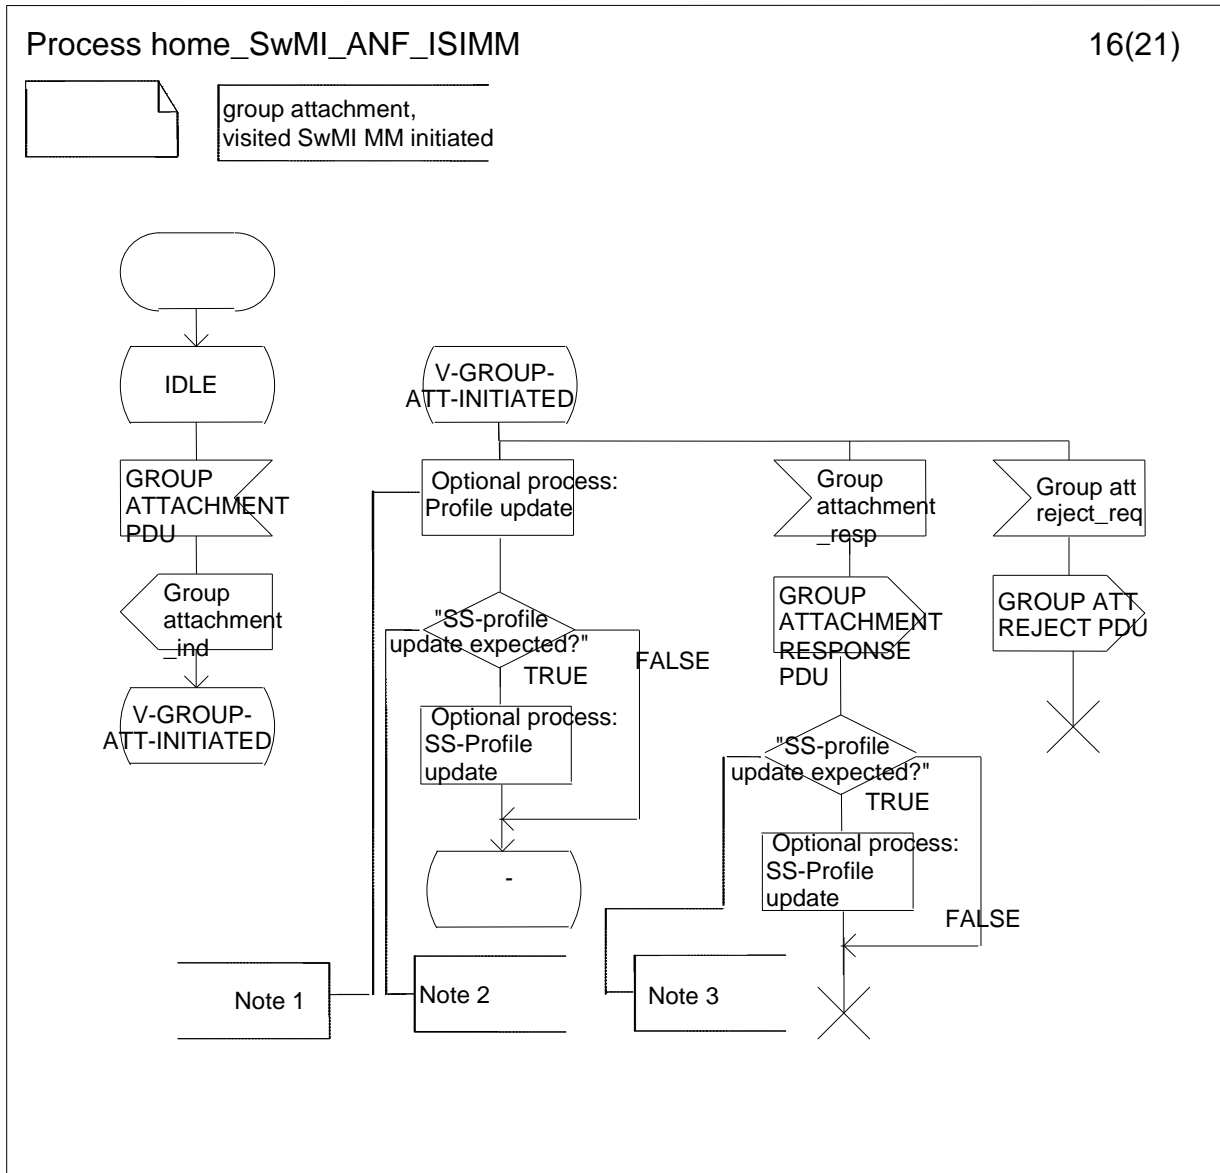 Process home_SwMI_ANF_ISIMM
16(21)
group attachment,
visited SwMI MM initiated
IDLE
GROUP
ATTACHMENT
PDU
Group
attachment
_ind
V-GROUP-
ATT-INITIATED
V-GROUP-
ATT-INITIATED
Optional process:
Profile update
"SS-profile
update expected?"
TRUE
FALSE
Optional process:
SS-Profile
update
-
Group
attachment
_resp
GROUP
ATTACHMENT
RESPONSE
PDU
"SS-profile
update expected?"
TRUE
Optional process:
SS-Profile
update
FALSE
Group att
reject_req
GROUP ATT
REJECT PDU
Note 1
Note 2
Note 3